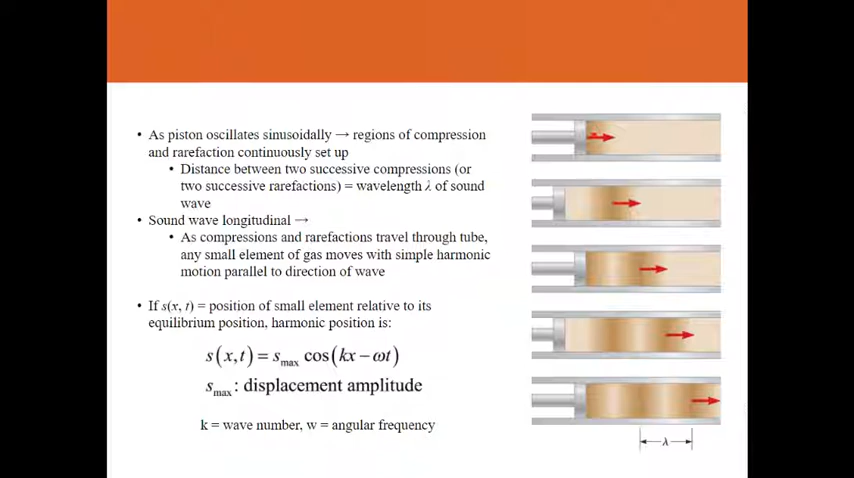 • As piston oscillates sinusoidally → regions of compression
and rarefaction continuously set up
• Distance between two successive compressions (or
two successive rarefactions) = wavelength λ of sound
wave
• Sound wave longitudinal →
• As compressions and rarefactions travel through tube,
any small element of gas moves with simple harmonic
motion parallel to direction of wave
• If s(x, t) = position of small element relative to its
equilibrium position, harmonic position is:
s(x,t) = smax cos(kx − ωt)
smax : displacement amplitude
k = wave number, w = angular frequency
λ